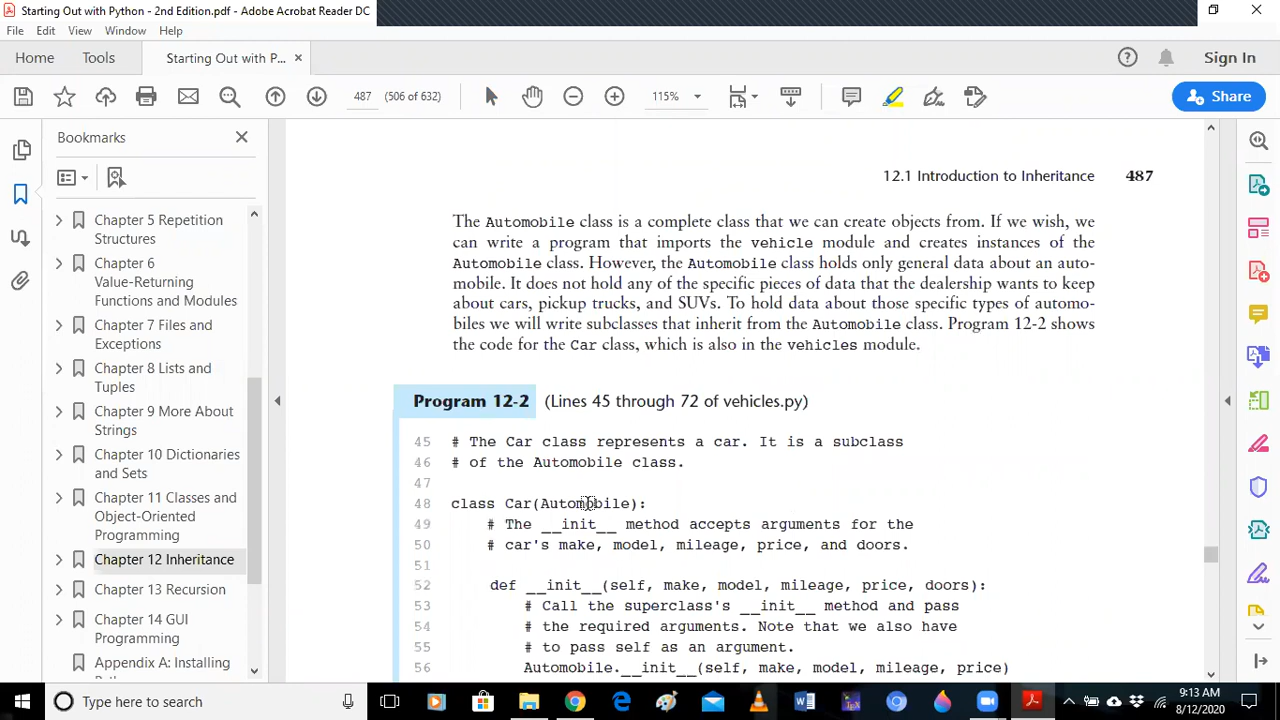 Starting Out with Python - 2nd Edition.pdf - Adobe Acrobat Reader DC
File Edit View Window Help
Home Tools Starting Out with P...
Sign In
487 (506 of 632) 115% Share
Bookmarks
Chapter 5 Repetition
Structures
Chapter 6
Value-Returning
Functions and Modules
Chapter 7 Files and
Exceptions
Chapter 8 Lists and
Tuples
Chapter 9 More About
Strings
Chapter 10 Dictionaries
and Sets
Chapter 11 Classes and
Object-Oriented
Programming
Chapter 12 Inheritance
Chapter 13 Recursion
Chapter 14 GUI
Programming
Appendix A: Installing
12.1 Introduction to Inheritance 487
The Automobile class is a complete class that we can create objects from. If we wish, we
can write a program that imports the vehicle module and creates instances of the
Automobile class. However, the Automobile class holds only general data about an auto-
mobile. It does not hold any of the specific pieces of data that the dealership wants to keep
about cars, pickup trucks, and SUVs. To hold data about those specific types of automo-
biles we will write subclasses that inherit from the Automobile class. Program 12-2 shows
the code for the Car class, which is also in the vehicles module.
Program 12-2 (Lines 45 through 72 of vehicles.py)
45 # The Car class represents a car. It is a subclass
46 # of the Automobile class.
47
48 class Car(Automobile):
49 # The __init__ method accepts arguments for the
50 # car's make, model, mileage, price, and doors.
51
52 def __init__(self, make, model, mileage, price, doors):
53 # Call the superclass's __init__ method and pass
54 # the required arguments. Note that we also have
55 # to pass self as an argument.
56 Automobile.__init__(self, make, model, mileage, price)
Type here to search
9:13 AM
8/12/2020